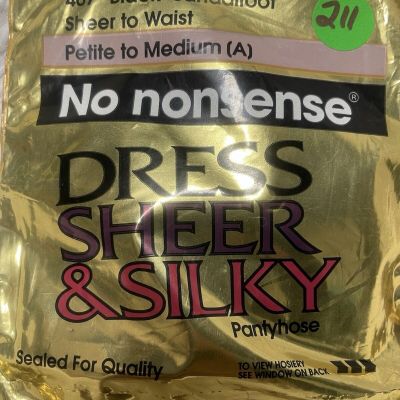 Sheer to Waist
211
Petite to Medium (A)
No nonsense®
DRESS
SHEER
&SILKY
Pantyhose
Sealed For Quality
TO VIEW HOSIERY
SEE WINDOW ON BACK